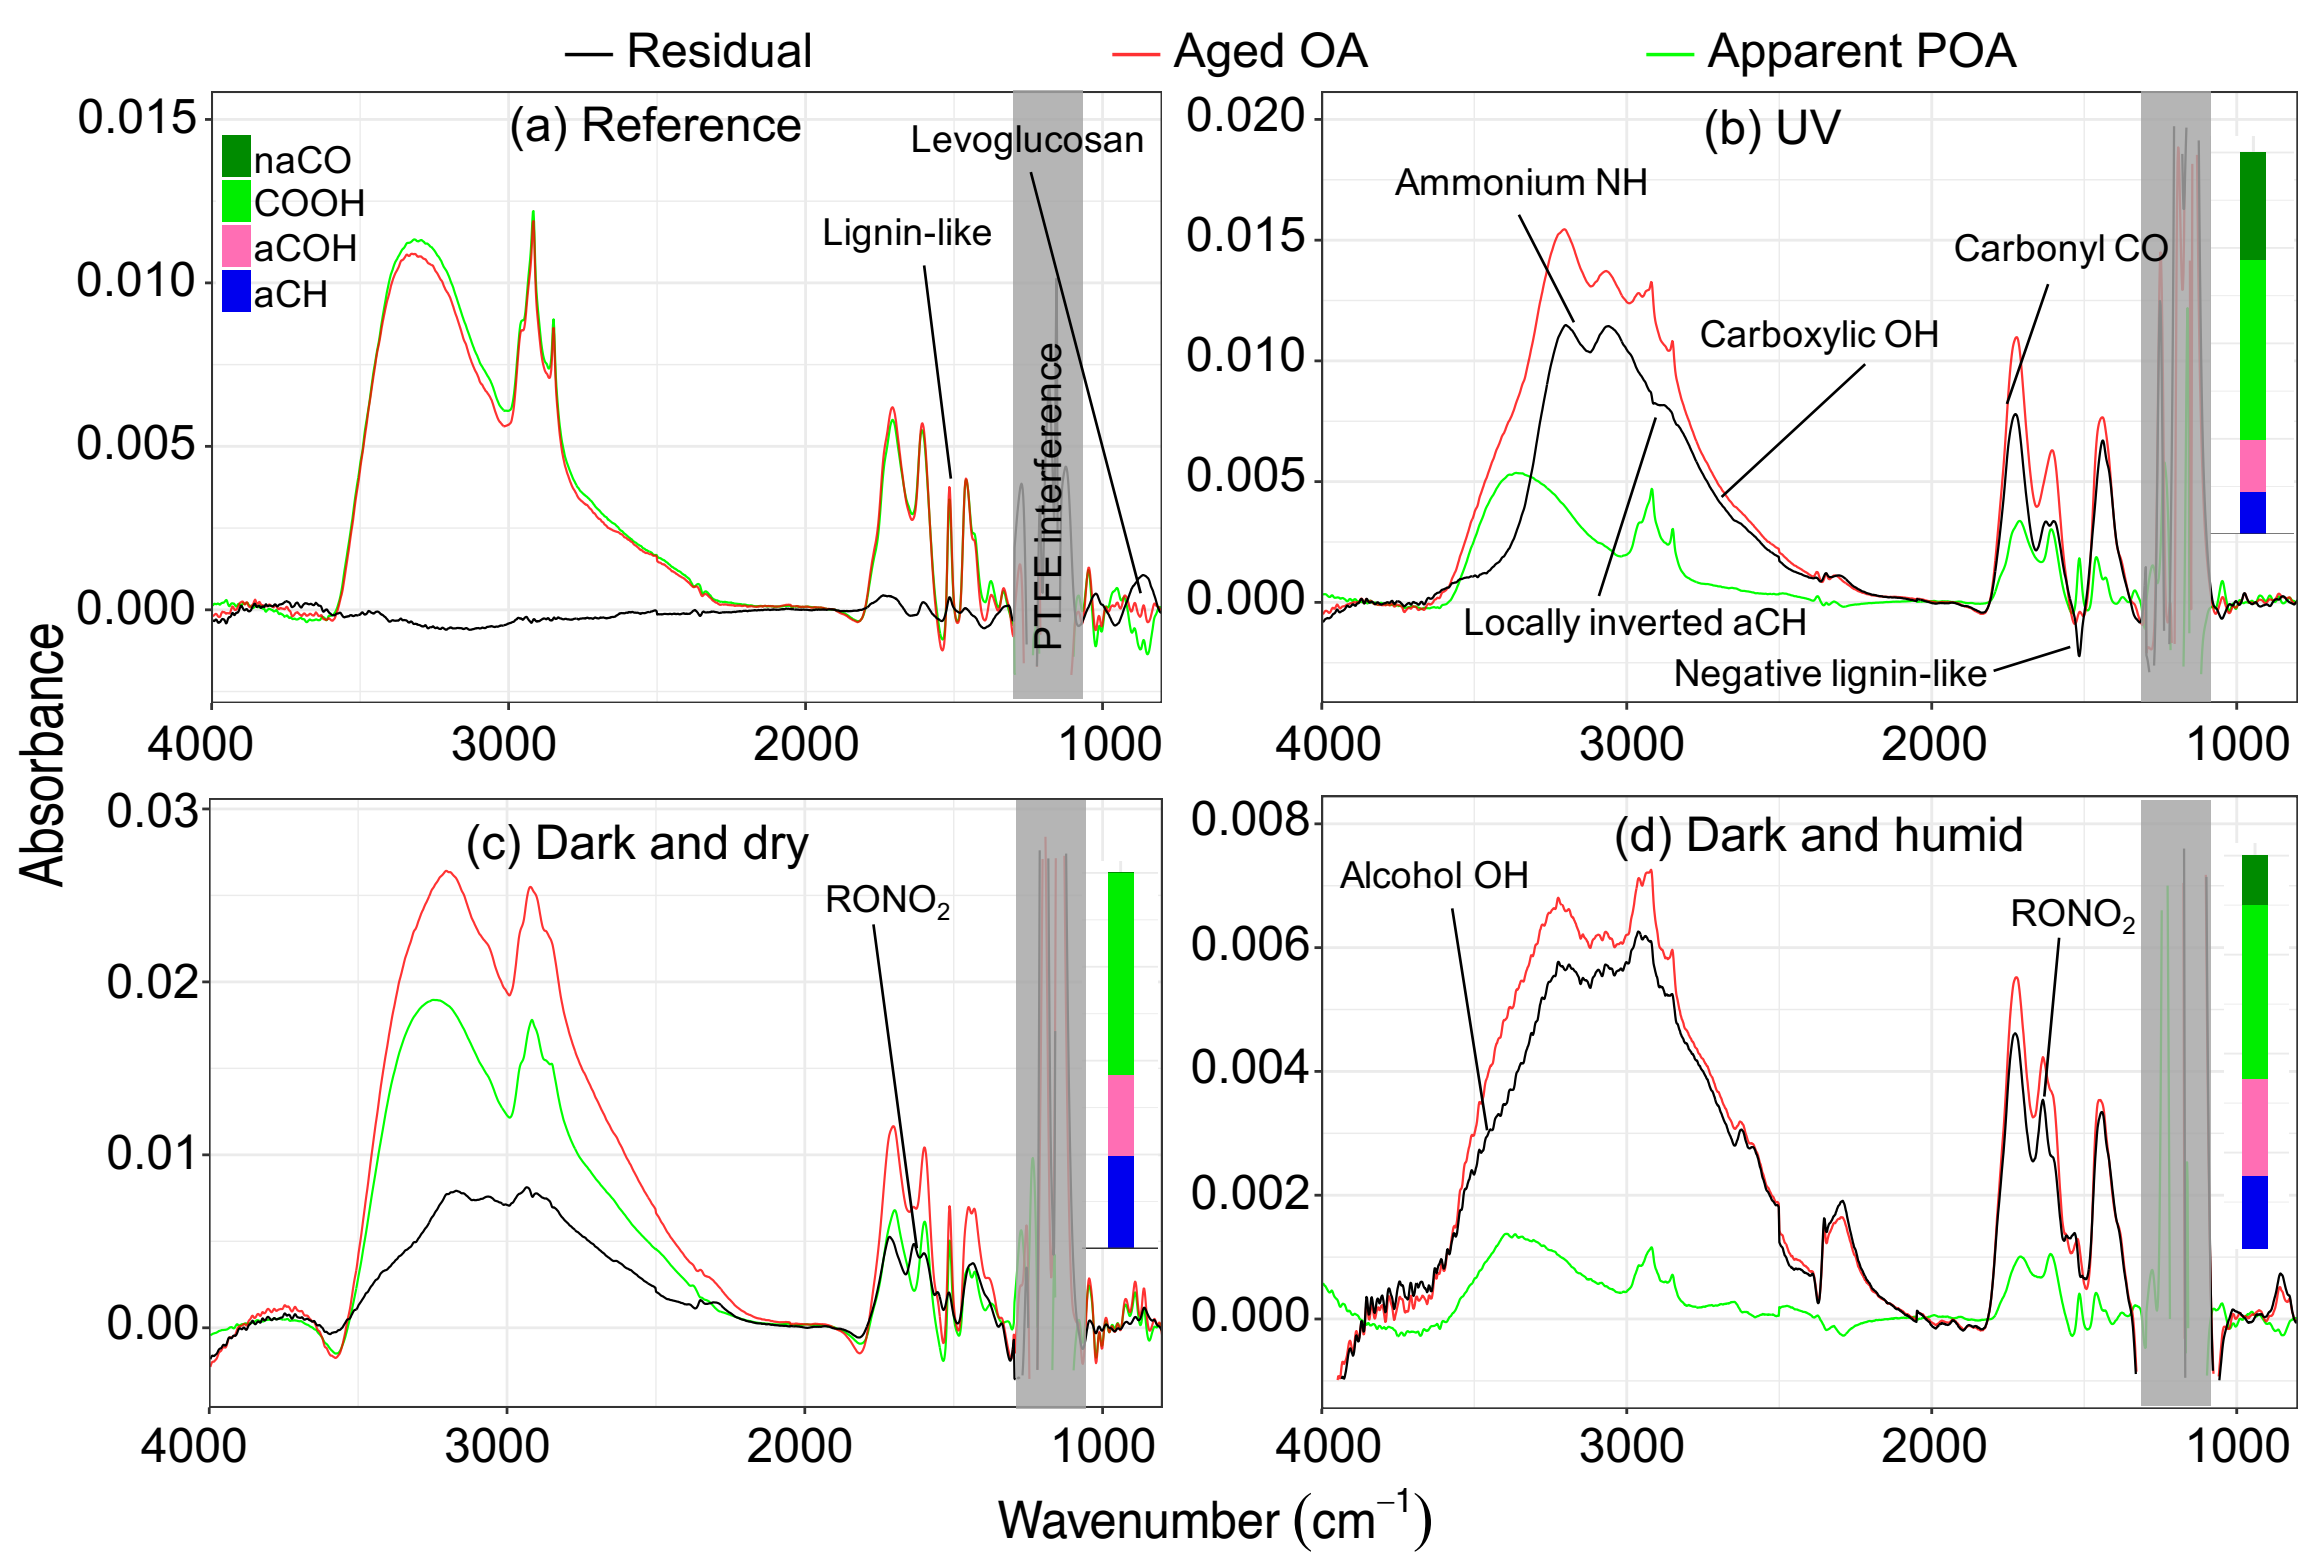 Residual Aged OA Apparent POA
(a) Reference
0.015
0.010
0.005
0.000
naCO
COOH
aCOH
aCH
Lignin-like
Levoglucosan
PTFE interference
4000 3000 2000 1000
(b) UV
0.020
0.015
0.010
0.005
0.000
Ammonium NH
Carbonyl CO
Carboxylic OH
Locally inverted aCH
Negative lignin-like
4000 3000 2000 1000
Absorbance
(c) Dark and dry
0.03
0.02
0.01
0.00
RONO₂
4000 3000 2000 1000
(d) Dark and humid
0.008
0.006
0.004
0.002
0.000
Alcohol OH
RONO₂
4000 3000 2000 1000
Wavenumber (cm⁻¹)